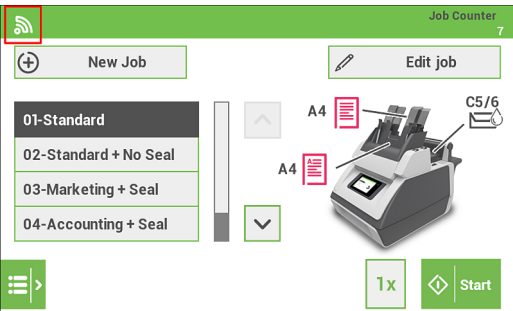 Job Counter
7
New Job
Edit job
01-Standard
02-Standard + No Seal
03-Marketing + Seal
04-Accounting + Seal
A4
C5/6
A4
1x
Start